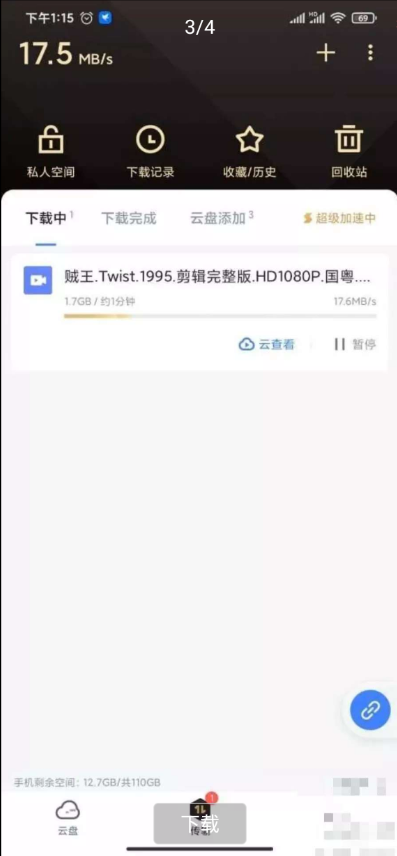 下午1:15
HD
69
3/4
17.5 MB/s
私人空间
下载记录
收藏/历史
回收站
下载中 1
下载完成
云盘添加 3
超级加速中
贼王.Twist.1995.剪辑完整版.HD1080P.国粤....
1.7GB / 约1分钟
17.6MB/s
云查看
暂停
手机剩余空间：12.7GB/共110GB
云盘
1
下载